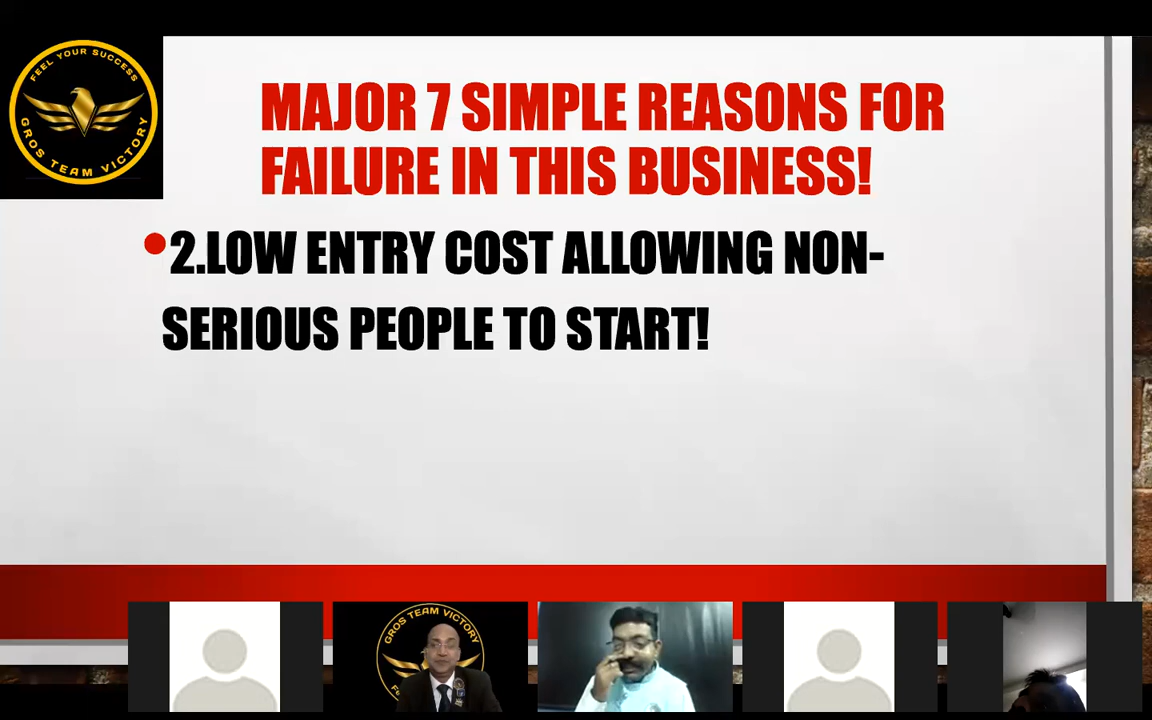 FEEL YOUR SUCCESS
GROS TEAM VICTORY
MAJOR 7 SIMPLE REASONS FOR
FAILURE IN THIS BUSINESS!
•2.LOW ENTRY COST ALLOWING NON-
SERIOUS PEOPLE TO START!
GROS TEAM VICTORY